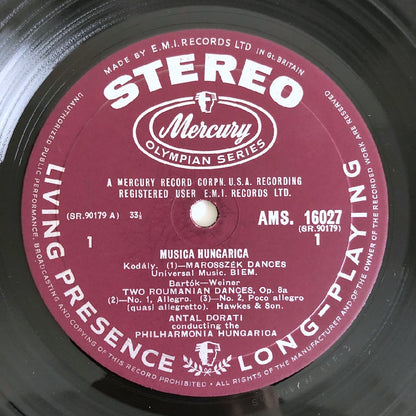 MADE BY E.M.I. RECORDS LTD IN GT. BRITAIN
STEREO
Mercury
OLYMPIAN SERIES
A MERCURY RECORD CORPN. U.S.A. RECORDING
REGISTERED USER E.M.I. RECORDS LTD.
(SR.90179 A) 33⅓
AMS. 16027
(SR.90179)
1
1
MUSICA HUNGARICA
Kodály. (1)—MAROSSZÉK DANCES
Universal Music. BIEM.
Bartók—Weiner
TWO ROUMANIAN DANCES, Op. 8a
(2)—No. 1, Allegro. (3)—No. 2, Poco allegro
(quasi allegretto). Hawkes & Son.
ANTAL DORATI
conducting the
PHILHARMONIA HUNGARICA
LIVING PRESENCE
LONG-PLAYING
UNAUTHORIZED PUBLIC PERFORMANCE, BROADCASTING AND COPYING OF THIS RECORD PROHIBITED • ALL RIGHTS OF THE MANUFACTURER AND OF THE OWNER OF THE RECORDED WORK ARE RESERVED